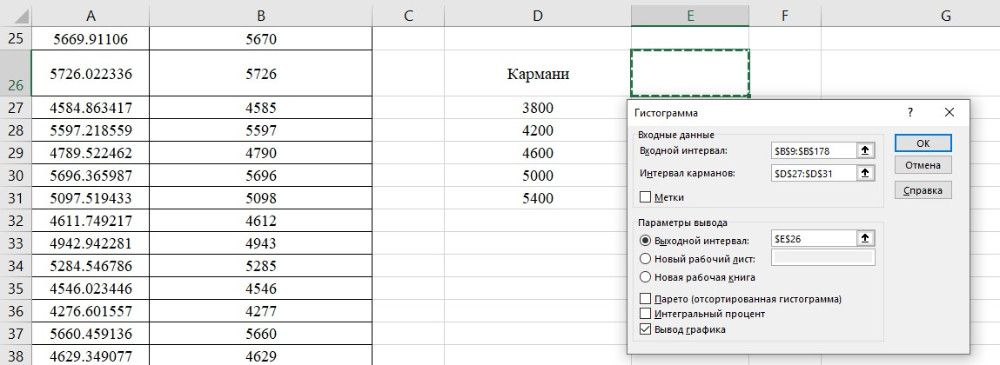 A B C D E F G
25 5669.91106 5670
26 5726.022336 5726 Кармани
27 4584.863417 4585 3800
28 5597.218559 5597 4200
29 4789.522462 4790 4600
30 5696.365987 5696 5000
31 5097.519433 5098 5400
32 4611.749217 4612
33 4942.942281 4943
34 5284.546786 5285
35 4546.023446 4546
36 4276.601557 4277
37 5660.459136 5660
38 4629.349077 4629
Гистограмма ?
Входные данные
Входной интервал: $B$9:$B$178
Интервал карманов: $D$27:$D$31
Метки
ОК
Отмена
Справка
Параметры вывода
Выходной интервал: $E$26
Новый рабочий лист:
Новая рабочая книга
Парето (отсортированная гистограмма)
Интегральный процент
Вывод графика